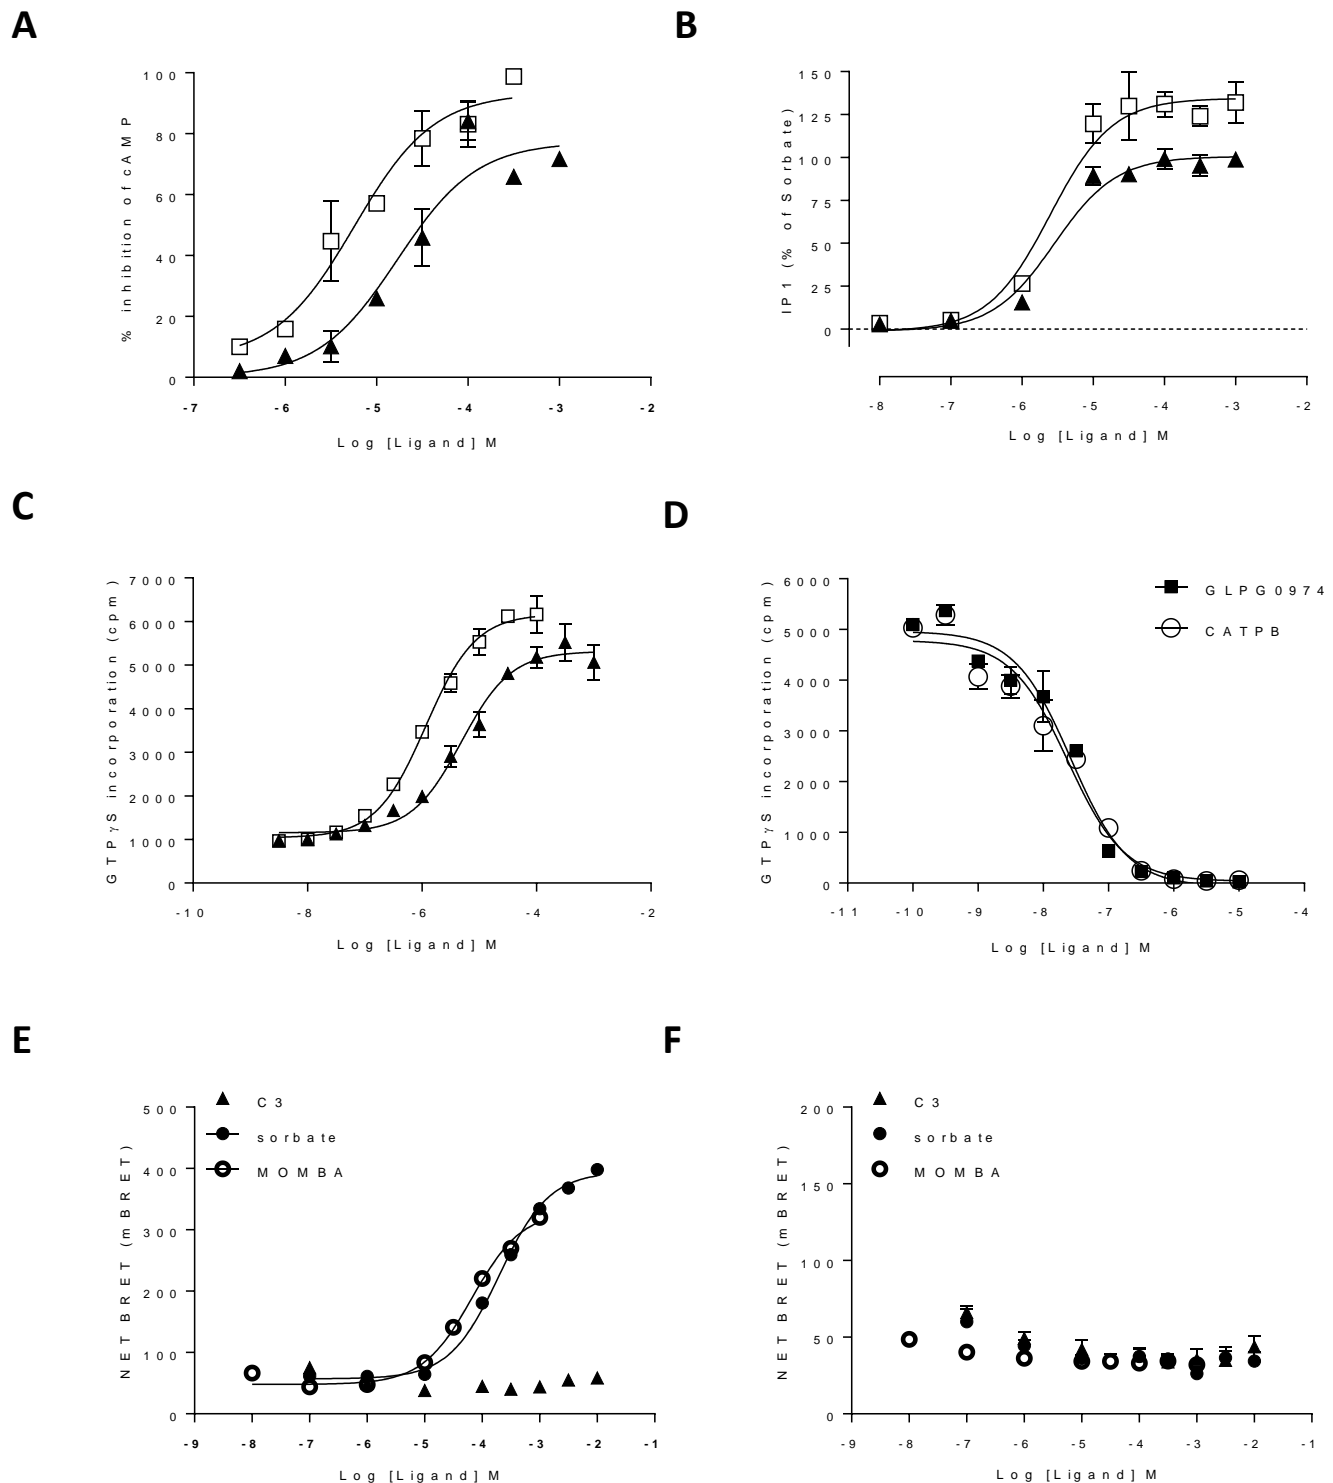 A
% inhibition of cAMP
100
80
60
40
20
0
-7 -6 -5 -4 -3 -2
Log [Ligand] M
B
IP1 (% of Sorbate)
150
125
100
75
50
25
0
-8 -7 -6 -5 -4 -3 -2
Log [Ligand] M
C
GTPγS incorporation (cpm)
7000
6000
5000
4000
3000
2000
1000
0
-10 -8 -6 -4 -2
Log [Ligand] M
D
GTPγS incorporation (cpm)
6000
5000
4000
3000
2000
1000
0
GLPG0974
CATPB
-11 -10 -9 -8 -7 -6 -5 -4
Log [Ligand] M
E
NET BRET (mBRET)
500
400
300
200
100
0
C3
sorbate
MOMBA
-9 -8 -7 -6 -5 -4 -3 -2 -1
Log [Ligand] M
F
NET BRET (mBRET)
200
150
100
50
0
C3
sorbate
MOMBA
-9 -8 -7 -6 -5 -4 -3 -2 -1
Log [Ligand] M